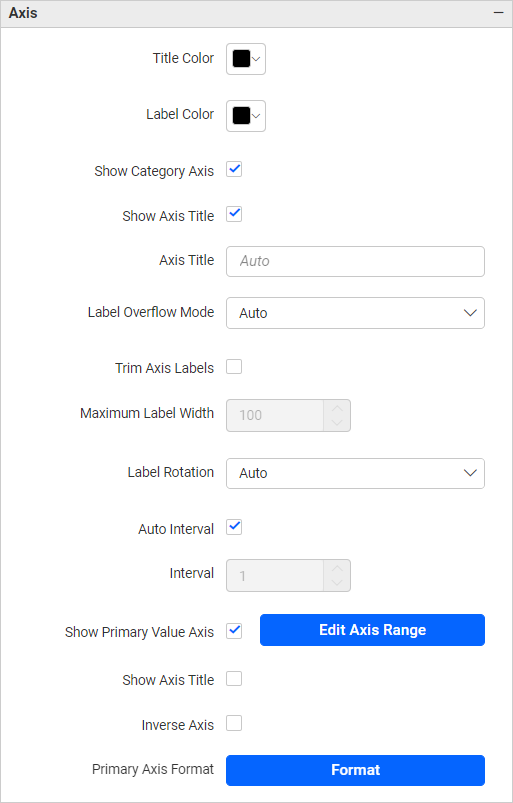 Axis
Title Color
Label Color
Show Category Axis
Show Axis Title
Axis Title Auto
Label Overflow Mode Auto
Trim Axis Labels
Maximum Label Width 100
Label Rotation Auto
Auto Interval
Interval 1
Show Primary Value Axis Edit Axis Range
Show Axis Title
Inverse Axis
Primary Axis Format Format